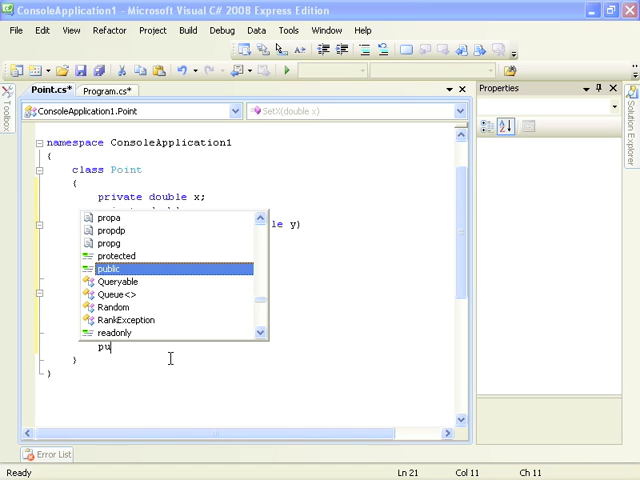 ConsoleApplication1 - Microsoft Visual C# 2008 Express Edition
File Edit View Refactor Project Build Debug Data Tools Window Help
Point.cs* Program.cs*
Toolbox
ConsoleApplication1.Point
SetX(double x)
namespace ConsoleApplication1
{
class Point
{
private double x;
le y)
propa
propdp
propg
protected
public
Queryable
Queue<>
Random
RankException
readonly
pu
}
}
Properties
Solution Explorer
Error List
Ready Ln 21 Col 11 Ch 11